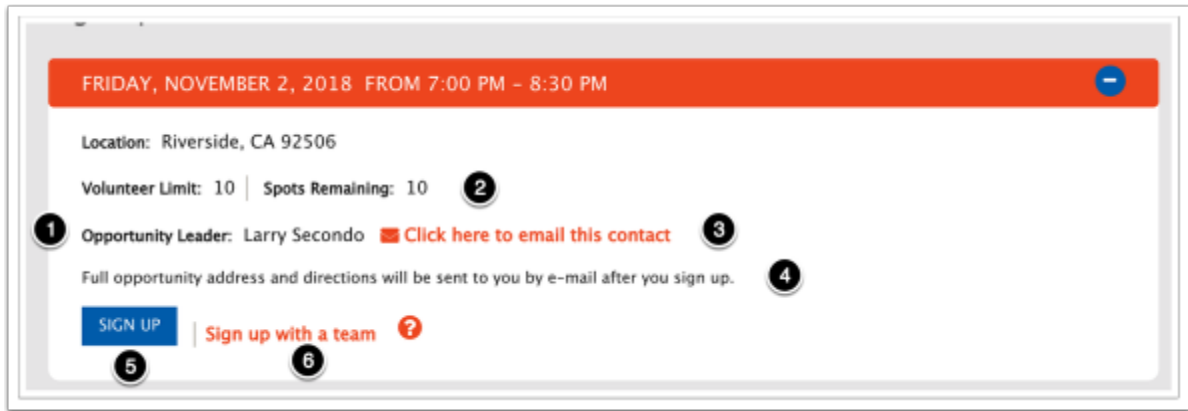 FRIDAY, NOVEMBER 2, 2018 FROM 7:00 PM – 8:30 PM
Location: Riverside, CA 92506
Volunteer Limit: 10 | Spots Remaining: 10 2
1 Opportunity Leader: Larry Secondo Click here to email this contact 3
Full opportunity address and directions will be sent to you by e-mail after you sign up. 4
SIGN UP | Sign up with a team ?
5 6